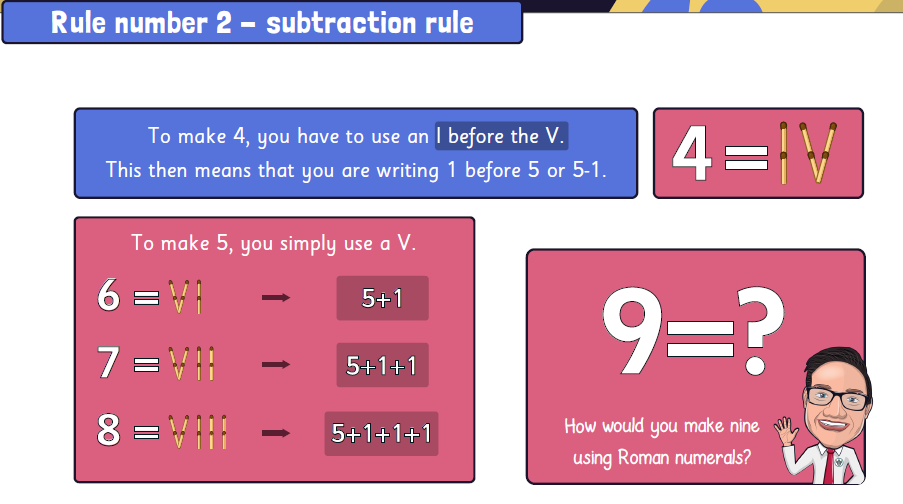 Rule number 2 – subtraction rule
To make 4, you have to use an I before the V.
This then means that you are writing 1 before 5 or 5-1.
4=IV
To make 5, you simply use a V.
6 = VI → 5+1
7 = VII → 5+1+1
8 = VIII → 5+1+1+1
9=?
How would you make nine
using Roman numerals?